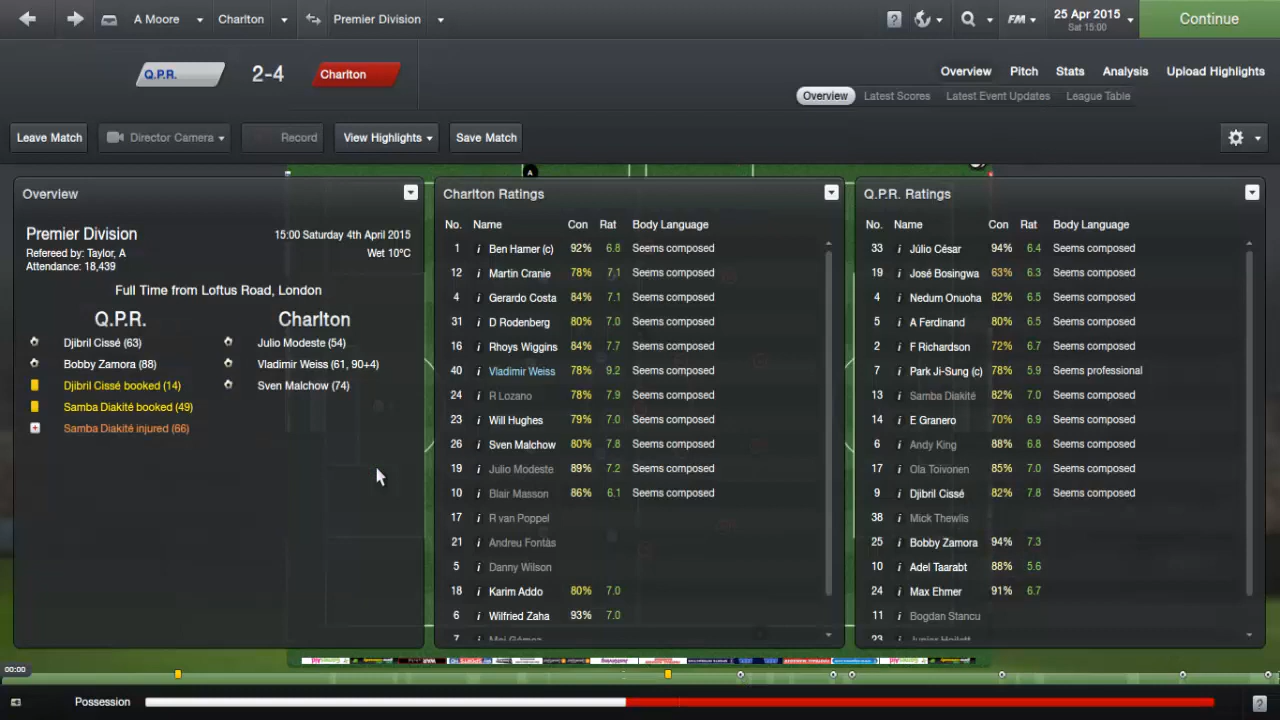 A Moore Charlton Premier Division FM 25 Apr 2015 Continue
Sat 15:00
Q.P.R. 2-4 Charlton Overview Pitch Stats Analysis Upload Highlights
Overview Latest Scores Latest Event Updates League Table
Leave Match Director Camera Record View Highlights Save Match
Overview
Premier Division 15:00 Saturday 4th April 2015
Refereed by: Taylor, A Wet 10ºC
Attendance: 18,439
Full Time from Loftus Road, London
Q.P.R. Charlton
Djibril Cissé (63) Julio Modeste (54)
Bobby Zamora (88) Vladimir Weiss (61, 90+4)
Djibril Cissé booked (14) Sven Malchow (74)
Samba Diakité booked (49)
Samba Diakité injured (66)
Charlton Ratings
No. Name Con Rat Body Language
1 i Ben Hamer (c) 92% 6.8 Seems composed
12 i Martin Cranie 78% 7.1 Seems composed
4 i Gerardo Costa 84% 7.1 Seems composed
31 i D Rodenberg 80% 7.0 Seems composed
16 i Rhoys Wiggins 84% 7.7 Seems composed
40 i Vladimir Weiss 78% 9.2 Seems composed
24 i R Lozano 78% 7.9 Seems composed
23 i Will Hughes 79% 7.0 Seems composed
26 i Sven Malchow 80% 7.8 Seems composed
19 i Julio Modeste 89% 7.2 Seems composed
10 i Blair Masson 86% 6.1 Seems composed
17 i R van Poppel
21 i Andreu Fontàs
5 i Danny Wilson
18 i Karim Addo 80% 7.0
6 i Wilfried Zaha 93% 7.0
7
Q.P.R. Ratings
No. Name Con Rat Body Language
33 i Júlio César 94% 6.4 Seems composed
19 i José Bosingwa 63% 6.3 Seems composed
4 i Nedum Onuoha 82% 6.5 Seems composed
5 i A Ferdinand 80% 6.5 Seems composed
2 i F Richardson 72% 6.7 Seems composed
7 i Park Ji-Sung (c) 78% 5.9 Seems professional
13 i Samba Diakité 82% 7.0 Seems composed
14 i E Granero 70% 6.9 Seems composed
6 i Andy King 88% 6.8 Seems composed
17 i Ola Toivonen 85% 7.0 Seems composed
9 i Djibril Cissé 82% 7.8 Seems composed
38 i Mick Thewlis
25 i Bobby Zamora 94% 7.3
10 i Adel Taarabt 88% 5.6
24 i Max Ehmer 91% 6.7
11 i Bogdan Stancu
23
00:00
Possession